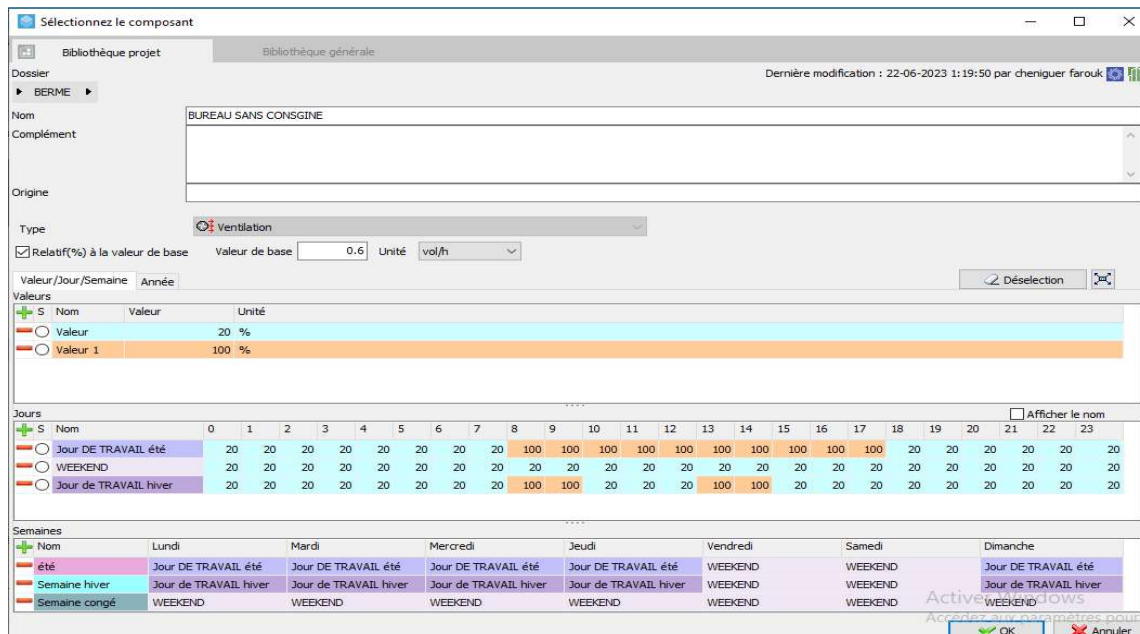 Sélectionnez le composant
Bibliothèque projet Bibliothèque générale
Dossier Dernière modification : 22-06-2023 1:19:50 par cheniguer farouk
BERME
Nom BUREAU SANS CONSGINE
Complément
Origine
Type Ventilation
Relatif(%) à la valeur de base Valeur de base 0.6 Unité vol/h
Valeur/Jour/Semaine Année Déselection
Valeurs
S Nom Valeur Unité
Valeur 20 %
Valeur 1 100 %
Jours Afficher le nom
S Nom 0 1 2 3 4 5 6 7 8 9 10 11 12 13 14 15 16 17 18 19 20 21 22 23
Jour DE TRAVAIL été 20 20 20 20 20 20 20 20 100 100 100 100 100 100 100 100 100 100 20 20 20 20 20 20
WEEKEND 20 20 20 20 20 20 20 20 20 20 20 20 20 20 20 20 20 20 20 20 20 20 20 20
Jour de TRAVAIL hiver 20 20 20 20 20 20 20 20 100 100 20 20 20 100 100 20 20 20 20 20 20 20 20 20
Semaines
Nom Lundi Mardi Mercredi Jeudi Vendredi Samedi Dimanche
été Jour DE TRAVAIL été Jour DE TRAVAIL été Jour DE TRAVAIL été Jour DE TRAVAIL été WEEKEND WEEKEND Jour DE TRAVAIL été
Semaine hiver Jour de TRAVAIL hiver Jour de TRAVAIL hiver Jour de TRAVAIL hiver Jour de TRAVAIL hiver WEEKEND WEEKEND Jour de TRAVAIL hiver
Semaine congé WEEKEND WEEKEND WEEKEND WEEKEND WEEKEND WEEKEND WEEKEND
Activer Windows
Accédez aux paramètres pour
OK Annuler